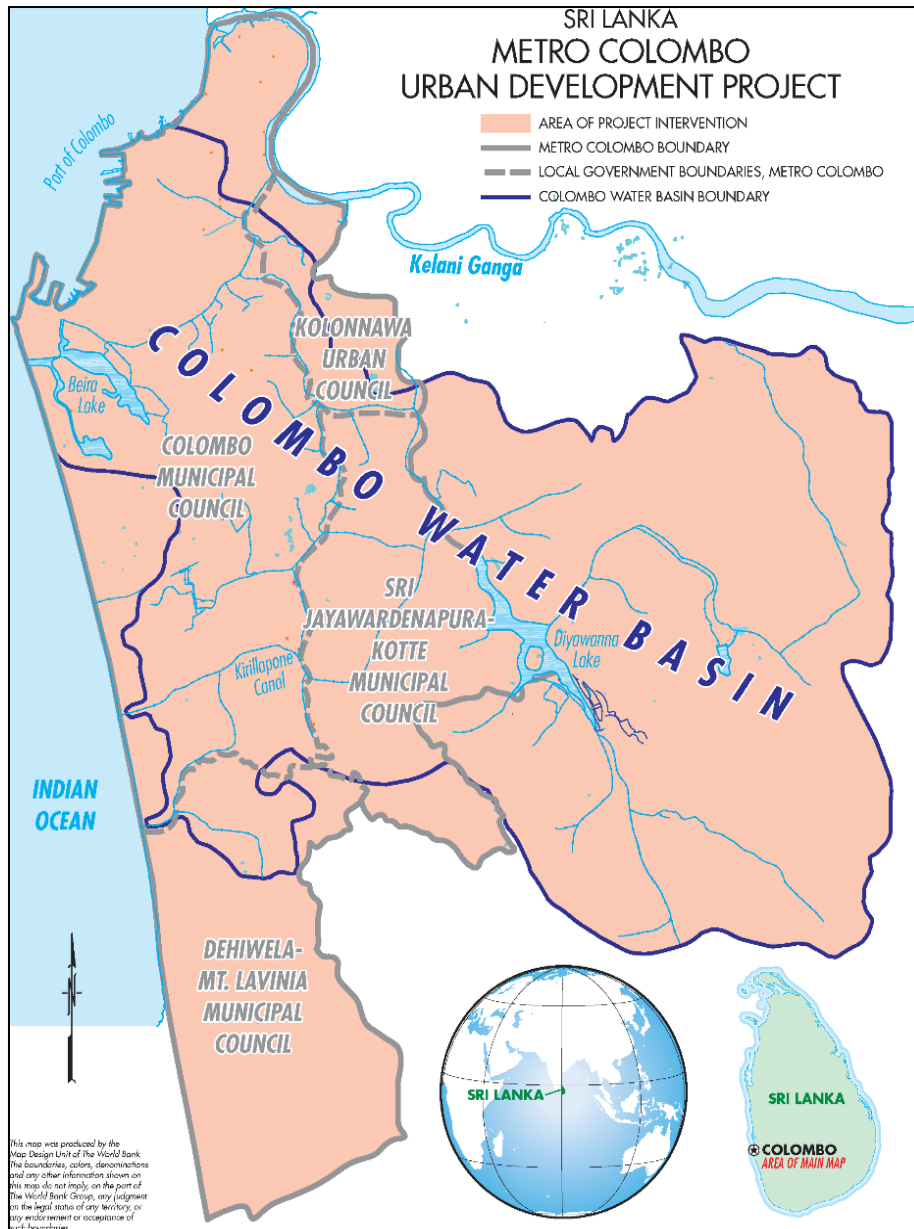 SRI LANKA
METRO COLOMBO
URBAN DEVELOPMENT PROJECT
AREA OF PROJECT INTERVENTION
METRO COLOMBO BOUNDARY
LOCAL GOVERNMENT BOUNDARIES, METRO COLOMBO
COLOMBO WATER BASIN BOUNDARY
Port of Colombo
Kelani Ganga
KOLONNAWA
URBAN
COUNCIL
COLOMBO WATER BASIN
Beira
Lake
COLOMBO
MUNICIPAL
COUNCIL
SRI
JAYAWARDENAPURA-
KOTTE
MUNICIPAL
COUNCIL
Diyawanna
Lake
Kirillapone
Canal
INDIAN
OCEAN
DEHIWELA-
MT. LAVINIA
MUNICIPAL
COUNCIL
SRI LANKA
SRI LANKA
COLOMBO
AREA OF MAIN MAP
This map was produced by the
Map Design Unit of The World Bank.
The boundaries, colors, denominations
and any other information shown on
this map do not imply, on the part of
The World Bank Group, any judgment
on the legal status of any territory, or
any endorsement or acceptance of
such boundaries.